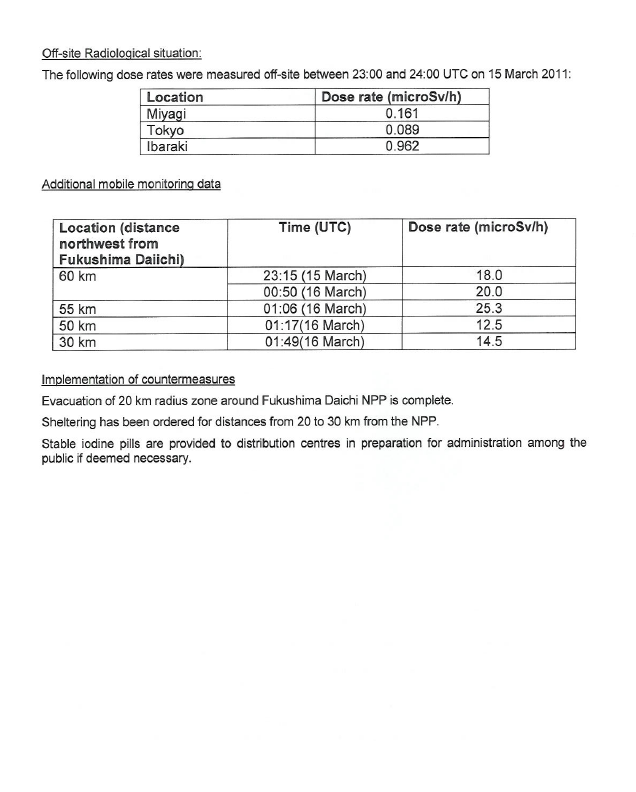 Off-site Radiological situation:
The following dose rates were measured off-site between 23:00 and 24:00 UTC on 15 March 2011:
Location Dose rate (microSv/h)
Miyagi 0.161
Tokyo 0.089
Ibaraki 0.962
Additional mobile monitoring data
Location (distance Time (UTC) Dose rate (microSv/h)
northwest from
Fukushima Daiichi)
60 km 23:15 (15 March) 18.0
00:50 (16 March) 20.0
55 km 01:06 (16 March) 25.3
50 km 01:17(16 March) 12.5
30 km 01:49(16 March) 14.5
Implementation of countermeasures
Evacuation of 20 km radius zone around Fukushima Daichi NPP is complete.
Sheltering has been ordered for distances from 20 to 30 km from the NPP.
Stable iodine pills are provided to distribution centres in preparation for administration among the
public if deemed necessary.